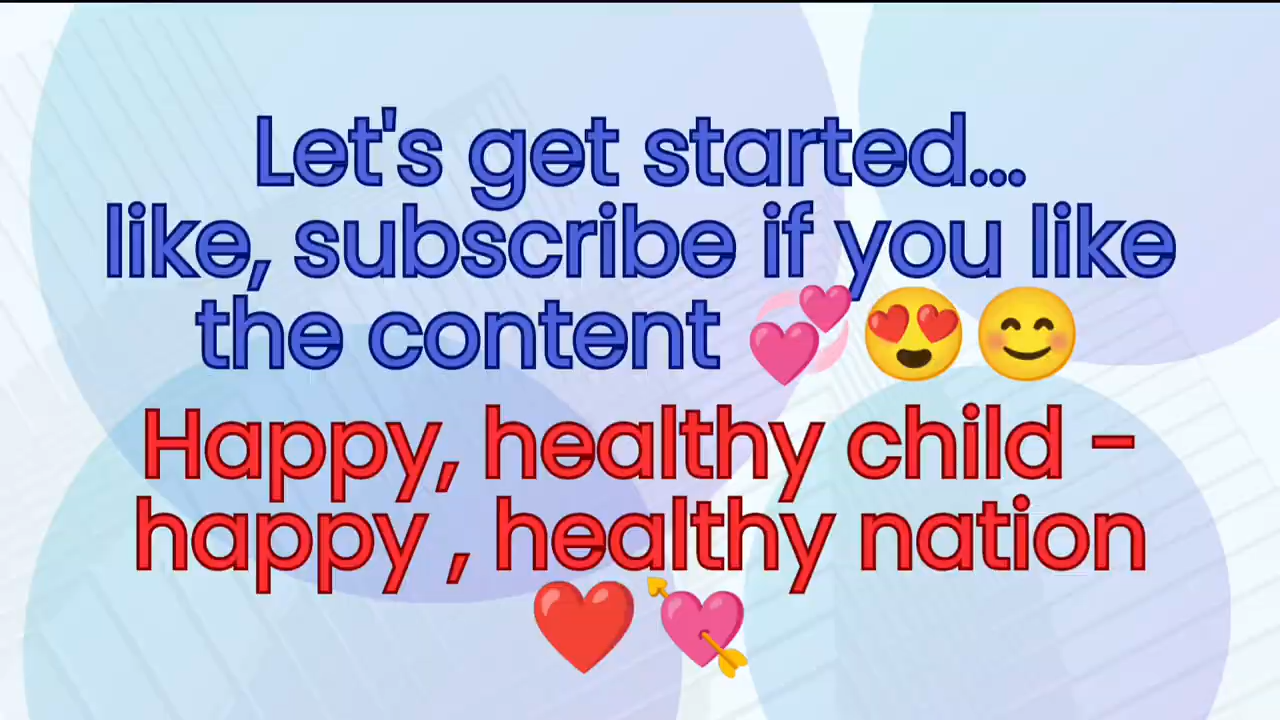 Let's get started...
like, subscribe if you like
the content 💞😍😊
Happy, healthy child -
happy , healthy nation
❤️💘